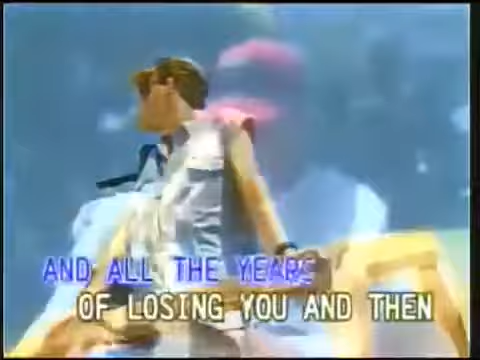 AND ALL THE YEARS
OF LOSING YOU AND THEN